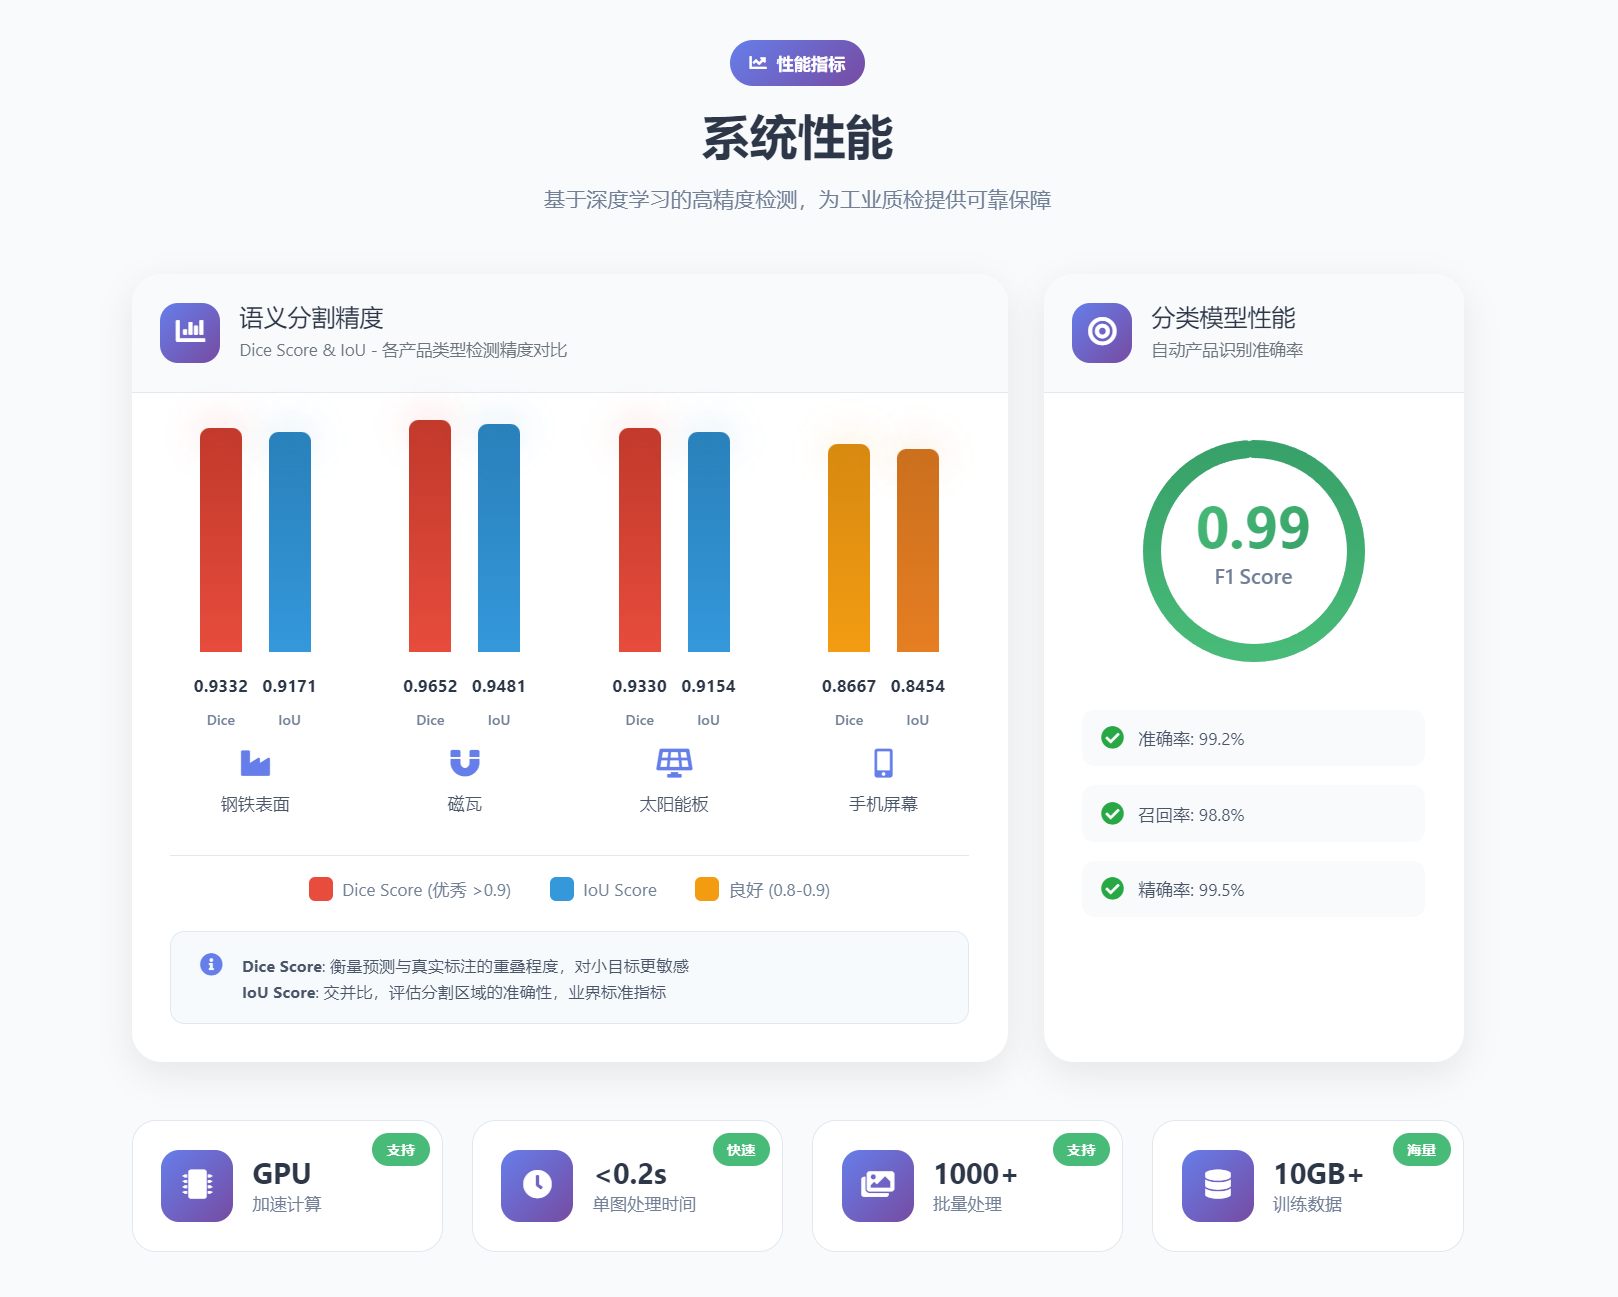 性能指标
系统性能
基于深度学习的高精度检测，为工业质检提供可靠保障
语义分割精度
Dice Score & IoU - 各产品类型检测精度对比
0.9332 0.9171
Dice IoU
钢铁表面
0.9652 0.9481
Dice IoU
磁瓦
0.9330 0.9154
Dice IoU
太阳能板
0.8667 0.8454
Dice IoU
手机屏幕
Dice Score (优秀 >0.9) IoU Score 良好 (0.8-0.9)
Dice Score: 衡量预测与真实标注的重叠程度，对小目标更敏感
IoU Score: 交并比，评估分割区域的准确性，业界标准指标
分类模型性能
自动产品识别准确率
0.99
F1 Score
准确率: 99.2%
召回率: 98.8%
精确率: 99.5%
支持
GPU
加速计算
快速
<0.2s
单图处理时间
支持
1000+
批量处理
海量
10GB+
训练数据